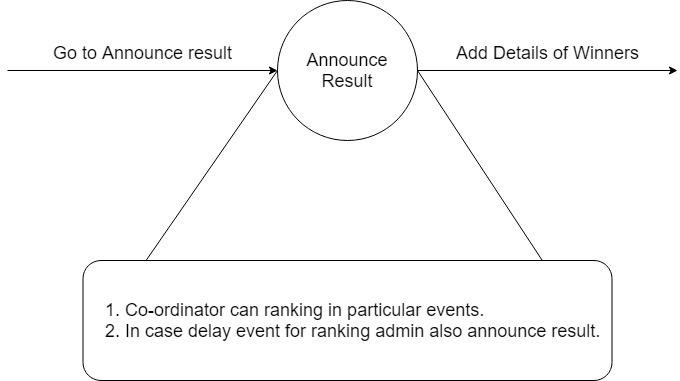 Go to Announce result
Announce
Result
Add Details of Winners
1. Co-ordinator can ranking in particular events.
2. In case delay event for ranking admin also announce result.